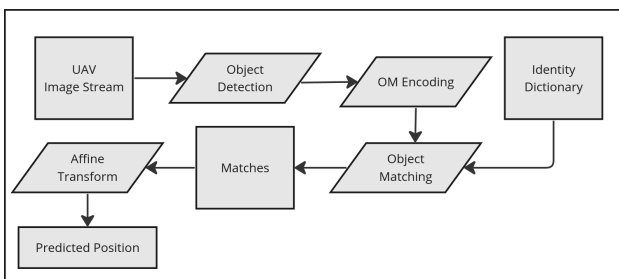 UAV
Image Stream
Object
Detection
OM Encoding
Identity
Dictionary
Affine
Transform
Matches
Object
Matching
Predicted Position